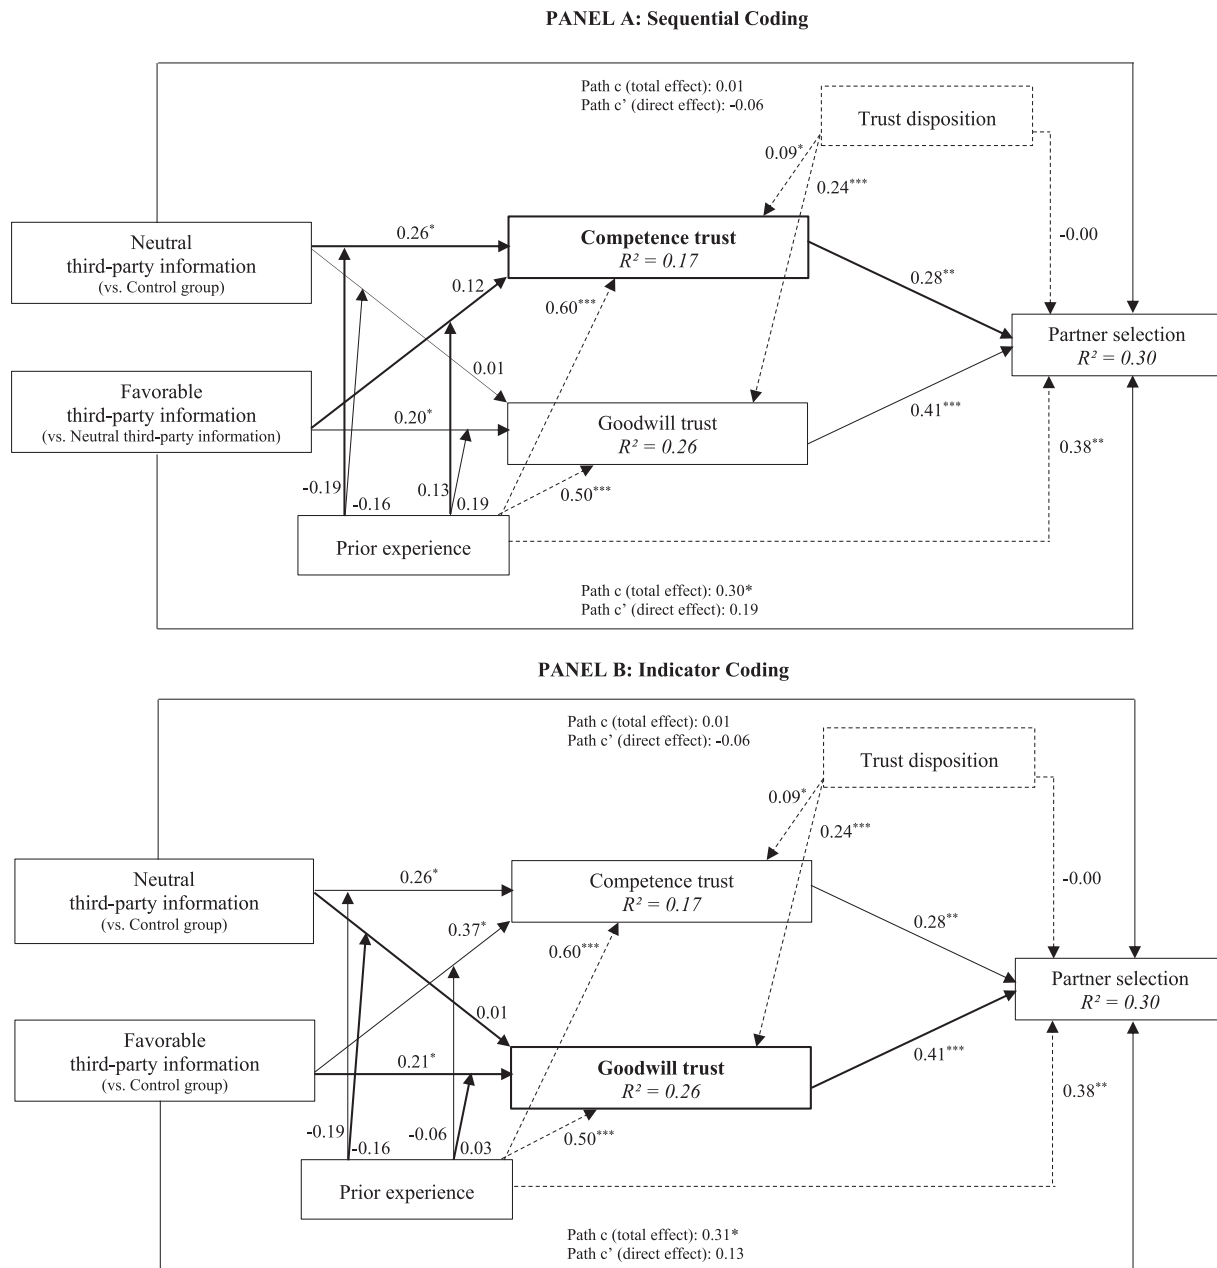 PANEL A: Sequential Coding
Path c (total effect): 0.01
Path c’ (direct effect): -0.06
Trust disposition
0.09*
0.24***
Neutral
third-party information
(vs. Control group)
0.26*
Competence trust
R² = 0.17
-0.00
0.28**
0.12
0.60***
Partner selection
R² = 0.30
0.01
Favorable
third-party information
(vs. Neutral third-party information)
0.20*
Goodwill trust
R² = 0.26
0.41***
0.38**
-0.19
-0.16
0.13
0.19
0.50***
Prior experience
Path c (total effect): 0.30*
Path c’ (direct effect): 0.19
PANEL B: Indicator Coding
Path c (total effect): 0.01
Path c’ (direct effect): -0.06
Trust disposition
0.09*
0.24***
Neutral
third-party information
(vs. Control group)
0.26*
Competence trust
R² = 0.17
-0.00
0.28**
0.37*
0.60***
Partner selection
R² = 0.30
0.01
Favorable
third-party information
(vs. Control group)
0.21*
Goodwill trust
R² = 0.26
0.41***
0.38**
-0.19
-0.16
-0.06
0.03
0.50***
Prior experience
Path c (total effect): 0.31*
Path c’ (direct effect): 0.13